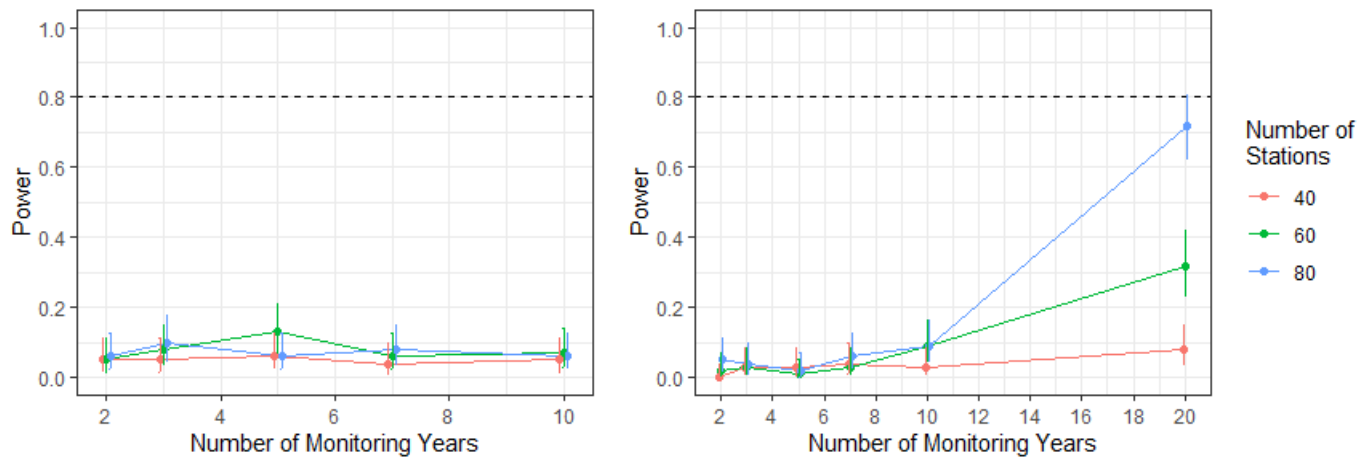 1.0
0.8
0.6
0.4
0.2
0.0
Power
2 4 6 8 10
Number of Monitoring Years
1.0
0.8
0.6
0.4
0.2
0.0
Power
2 4 6 8 10 12 14 16 18 20
Number of Monitoring Years
Number of
Stations
40
60
80